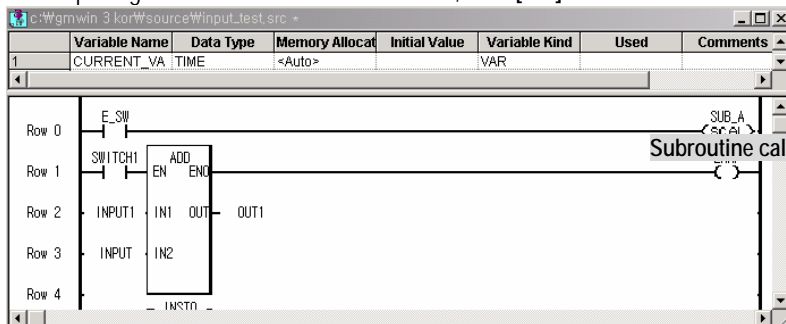 c:\gmwin 3 kor\source\input_test.src *
Variable Name Data Type Memory Allocat Initial Value Variable Kind Used Comments
1 CURRENT_VA TIME <Auto> VAR
E_SW SUB_A
Row 0
Subroutine cal
SWITCH1 ADD
Row 1 EN ENO
Row 2 INPUT1 IN1 OUT OUT1
Row 3 INPUT IN2
Row 4
INSTO